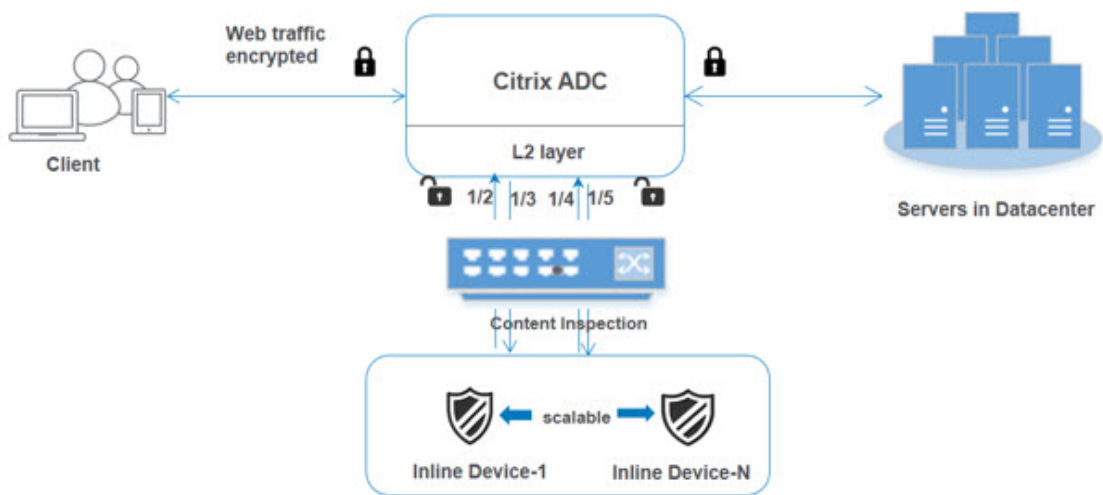 Web traffic
encrypted
Citrix ADC
L2 layer
Client
1/2 1/3 1/4 1/5
Servers in Datacenter
Content Inspection
scalable
Inline Device-1 Inline Device-N